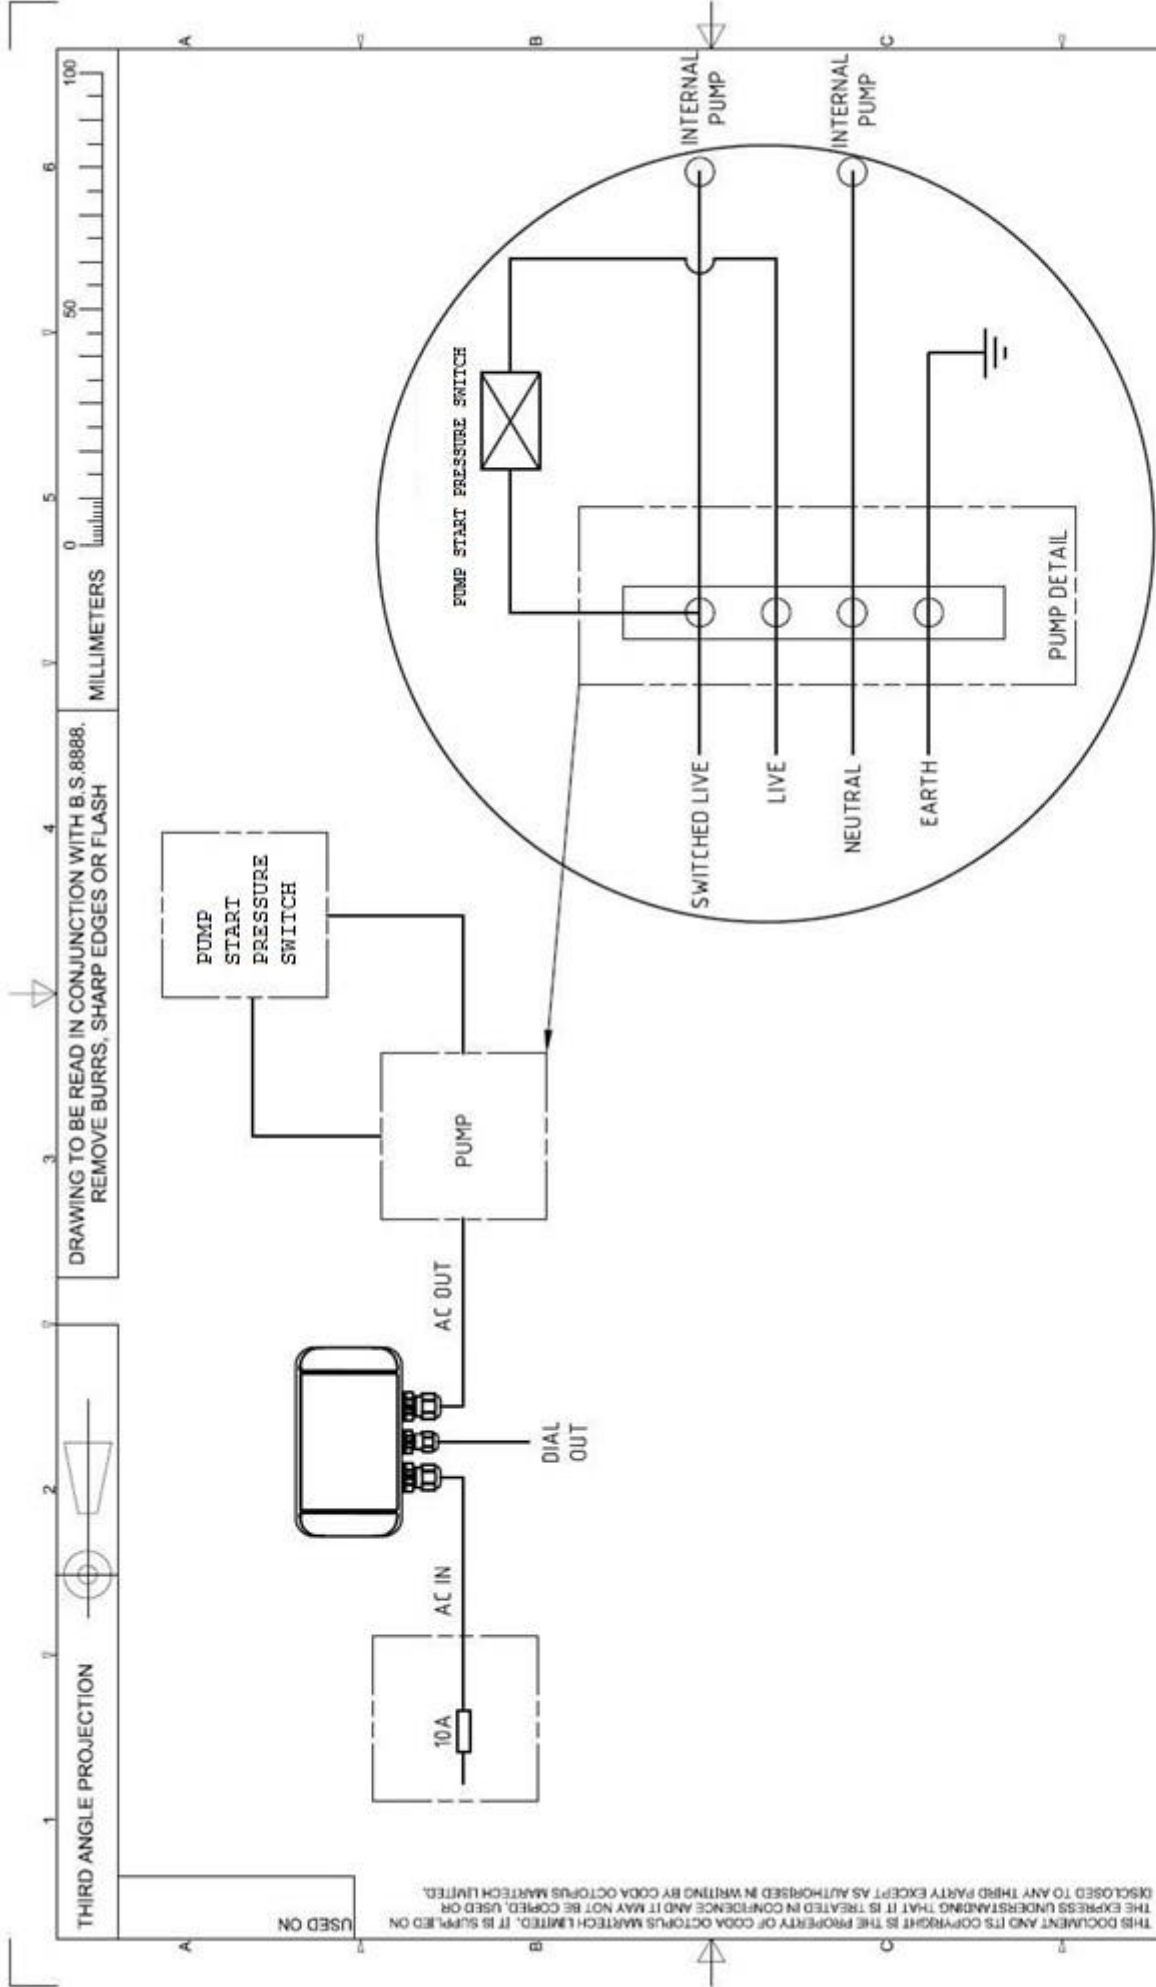 THIRD ANGLE PROJECTION
DRAWING TO BE READ IN CONJUNCTION WITH B.S.8888.
REMOVE BURRS, SHARP EDGES OR FLASH
MILLIMETERS
0
50
100
1
2
3
4
5
6
A
B
C
A
B
C
USED ON
10A
AC IN
DIAL
OUT
AC OUT
PUMP
PUMP
START
PRESSURE
SWITCH
PUMP START PRESSURE SWITCH
INTERNAL
PUMP
INTERNAL
PUMP
SWITCHED LIVE
LIVE
NEUTRAL
EARTH
PUMP DETAIL
THIS DOCUMENT AND ITS COPYRIGHT IS THE PROPERTY OF CODA OCTOPUS MARTECH LIMITED. IT IS SUPPLIED ON
THE EXPRESS UNDERSTANDING THAT IT IS TREATED IN CONFIDENCE AND IT MAY NOT BE COPIED, USED OR
DISCLOSED TO ANY THIRD PARTY EXCEPT AS AUTHORISED IN WRITING BY CODA OCTOPUS MARTECH LIMITED.